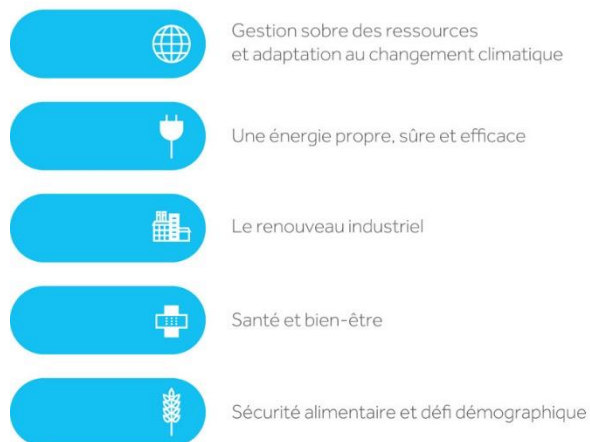 Gestion sobre des ressources
et adaptation au changement climatique
Une énergie propre, sûre et efficace
Le renouveau industriel
Santé et bien-être
Sécurité alimentaire et défi démographique